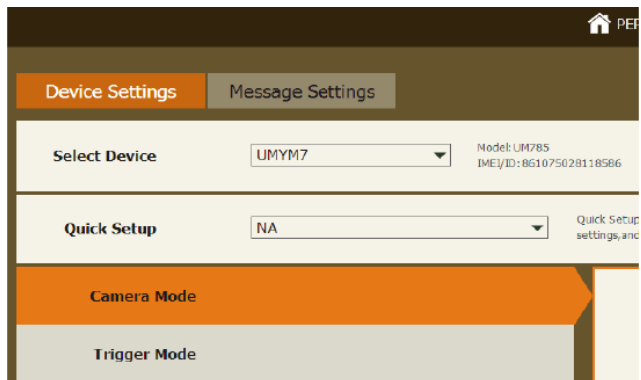 PER
Device Settings
Message Settings
Select Device
UMYM7
Model: UM785
IMEI/ID:861075028118586
Quick Setup
NA
Quick Setup
settings,and
Camera Mode
Trigger Mode